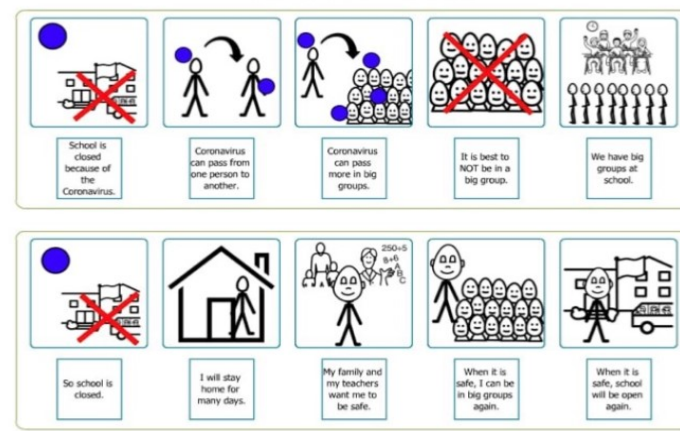 School is
closed
because of
the
Coronavirus.
Coronavirus
can pass from
one person to
another.
Coronavirus
can pass
more in big
groups.
It is best to
NOT be in a
big group.
We have big
groups at
school.
So school is
closed.
I will stay
home for
many days.
250÷5
8+6
A
B
C
My family and
my teachers
want me to
be safe.
When it is
safe, I can be
in big groups
again.
When it is
safe, school
will be open
again.